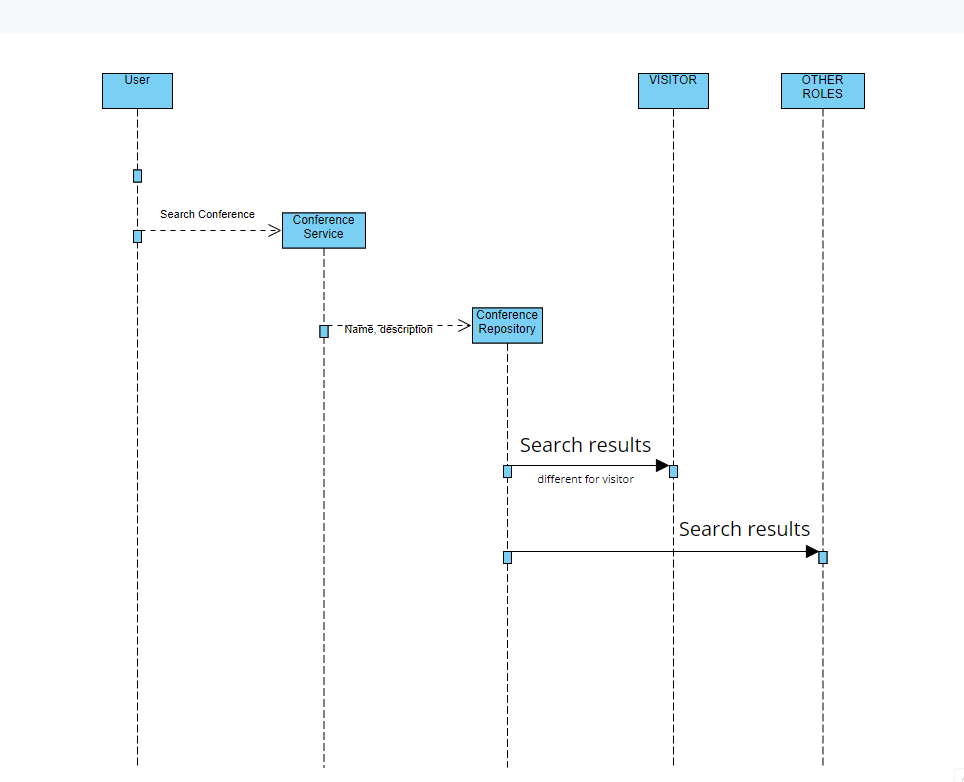 User
VISITOR
OTHER
ROLES
Search Conference
Conference
Service
Name, description
Conference
Repository
Search results
different for visitor
Search results